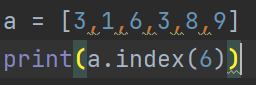 a = [3,1,6,3,8,9]
print(a.index(6))